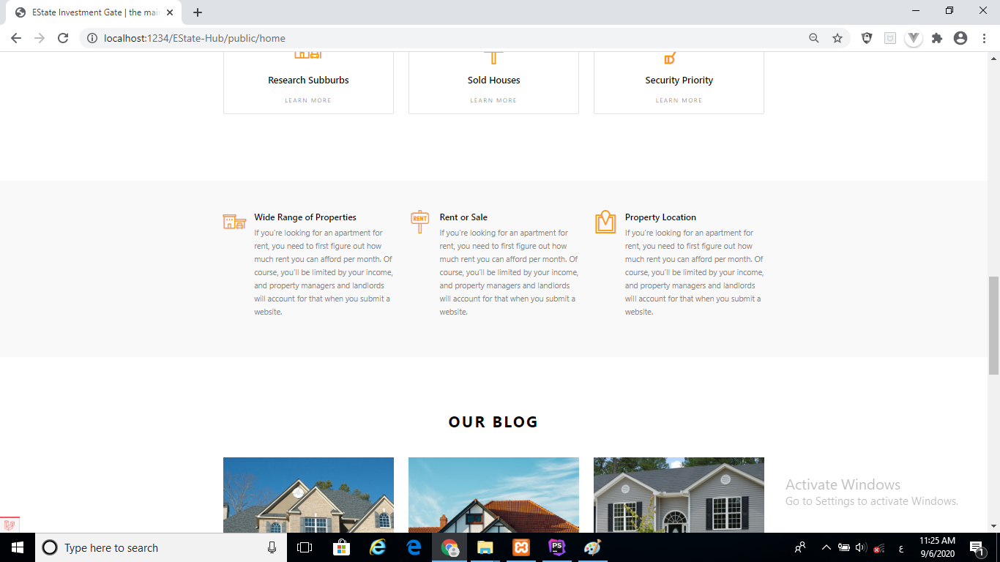 EState Investment Gate | the mai
localhost:1234/EState-Hub/public/home
Research Subburbs
LEARN MORE
Sold Houses
LEARN MORE
Security Priority
LEARN MORE
Wide Range of Properties
If you're looking for an apartment for
rent, you need to first figure out how
much rent you can afford per month. Of
course, you'll be limited by your income,
and property managers and landlords
will account for that when you submit a
website.
RENT
Rent or Sale
If you're looking for an apartment for
rent, you need to first figure out how
much rent you can afford per month. Of
course, you'll be limited by your income,
and property managers and landlords
will account for that when you submit a
website.
Property Location
If you're looking for an apartment for
rent, you need to first figure out how
much rent you can afford per month. Of
course, you'll be limited by your income,
and property managers and landlords
will account for that when you submit a
website.
OUR BLOG
Activate Windows
Go to Settings to activate Windows.
Type here to search
PS
ع
11:25 AM
9/6/2020
1